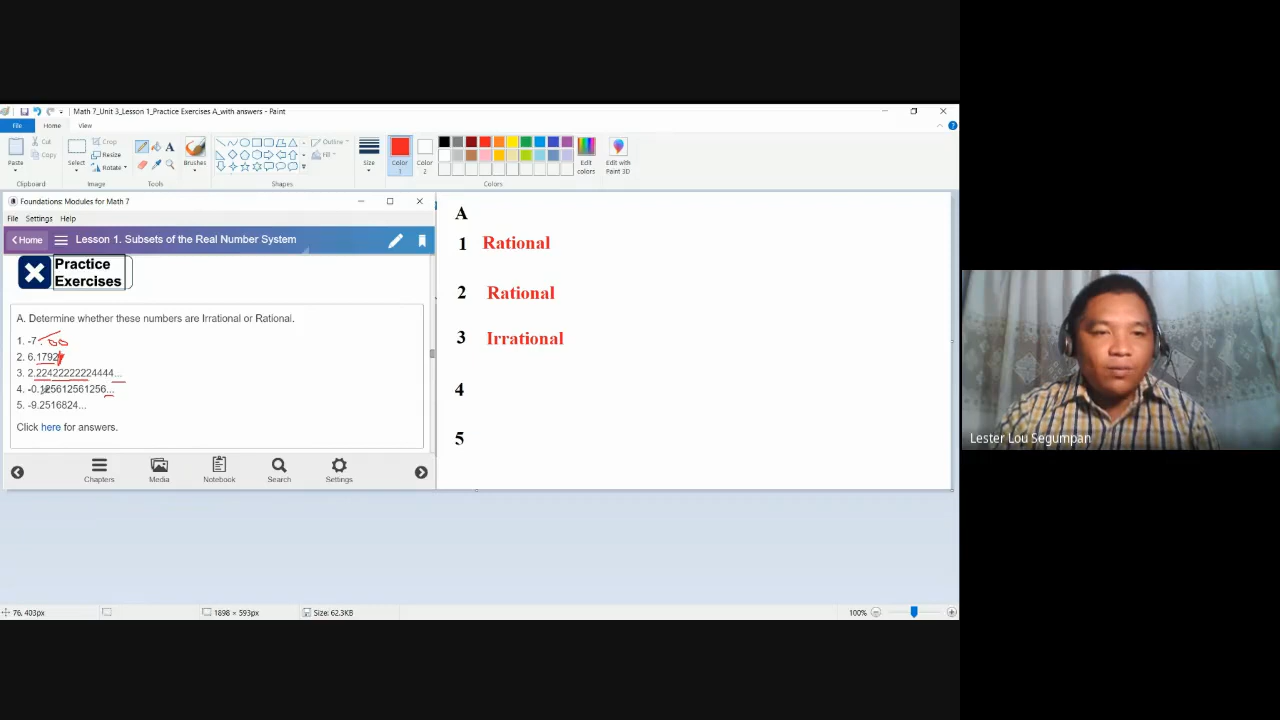 Math 7_Unit 3_Lesson 1_Practice Exercises A_with answers - Paint
File
Home
View
Paste
Cut
Copy
Clipboard
Select
Crop
Resize
Rotate
Image
A
Tools
Brushes
Shapes
Outline
Fill
Size
Color 1
Color 2
Colors
Edit colors
Edit with Paint 3D
Foundations: Modules for Math 7
File Settings Help
Home
Lesson 1. Subsets of the Real Number System
Practice
Exercises
A. Determine whether these numbers are Irrational or Rational.
1. -7
2. 6.1792
3. 2.22422222224444...
4. -0.125612561256...
5. -9.2516824...
Click here for answers.
Chapters
Media
Notebook
Search
Settings
A
1 Rational
2 Rational
3 Irrational
4
5
76, 403px
1898 × 593px
Size: 62.3KB
100%
Lester Lou Segumpan